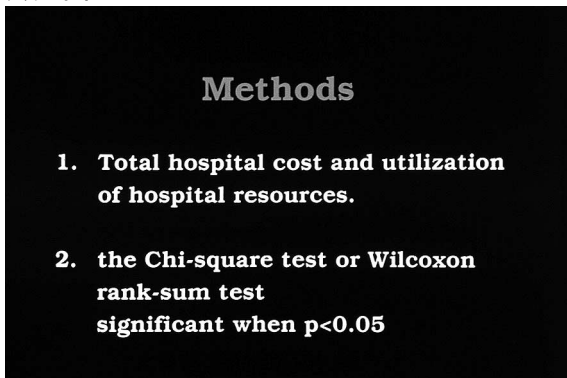 Methods
1. Total hospital cost and utilization
of hospital resources.
2. the Chi-square test or Wilcoxon
rank-sum test
significant when p<0.05